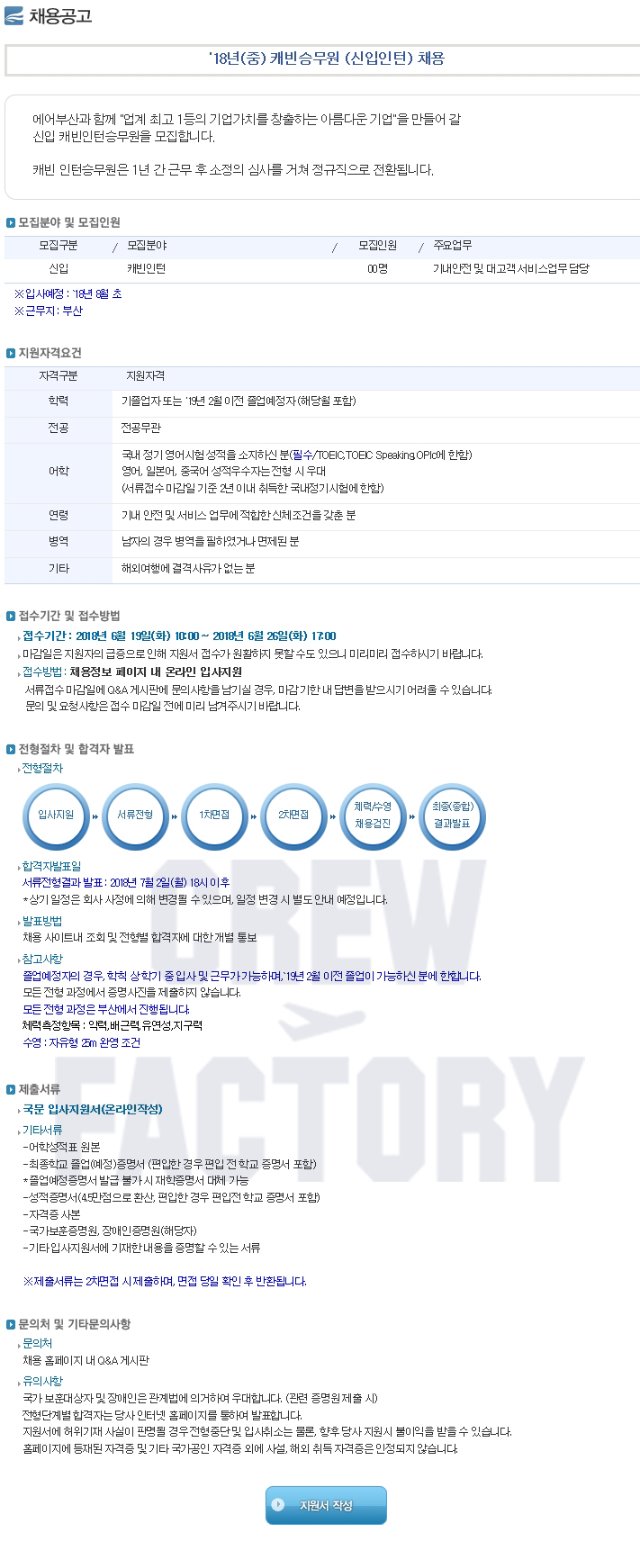 채용공고
'18년(중) 캐빈승무원 (신입인턴) 채용
에어부산과 함께 "업계 최고 1등의 기업가치를 창출하는 아름다운 기업"을 만들어 갈
신입 캐빈인턴승무원을 모집합니다.
캐빈 인턴승무원은 1년 간 근무 후 소정의 심사를 거쳐 정규직으로 전환됩니다.
모집분야 및 모집인원
모집구분 / 모집분야 / 모집인원 / 주요업무
신입 캐빈인턴 00명 기내안전 및 대고객 서비스업무 담당
※ 입사예정 : '18년 8월 초
※ 근무지 : 부산
지원자격요건
자격구분 지원자격
학력 기졸업자 또는 '19년 2월 이전 졸업예정자 (해당월 포함)
전공 전공무관
국내 정기 영어시험 성적을 소지하신 분(필수/TOEIC,TOEIC Speaking,OPIc에 한함)
어학 영어, 일본어, 중국어 성적우수자는 전형 시 우대
(서류접수 마감일 기준 2년 이내 취득한 국내정기시험에 한함)
연령 기내 안전 및 서비스 업무에 적합한 신체조건을 갖춘 분
병역 남자의 경우 병역을 필하였거나 면제된 분
기타 해외여행에 결격사유가 없는 분
접수기간 및 접수방법
접수기간 : 2018년 6월 19일(화) 10:00 ~ 2018년 6월 26일(화) 17:00
마감일은 지원자의 급증으로 인해 지원서 접수가 원활하지 못할 수도 있으니 미리미리 접수하시기 바랍니다.
접수방법 : 채용정보 페이지 내 온라인 입사지원
서류접수 마감일에 Q&A 게시판에 문의사항을 남기실 경우, 마감 기한 내 답변을 받으시기 어려울 수 있습니다.
문의 및 요청사항은 접수 마감일 전에 미리 남겨주시기 바랍니다.
전형절차 및 합격자 발표
전형절차
입사지원 서류전형 1차면접 2차면접 체력/수영 채용검진 최종(종합) 결과발표
합격자발표일
서류전형결과 발표 : 2018년 7월 2일(월) 18시 이후
*상기 일정은 회사 사정에 의해 변경될 수 있으며, 일정 변경 시 별도 안내 예정입니다.
발표방법
채용 사이트내 조회 및 전형별 합격자에 대한 개별 통보
참고사항
졸업예정자의 경우, 학칙 상 학기 중 입사 및 근무가 가능하며,'19년 2월 이전 졸업이 가능하신 분에 한합니다.
모든 전형 과정에서 증명사진을 제출하지 않습니다.
모든 전형 과정은 부산에서 진행됩니다.
체력측정항목 : 악력,배근력,유연성,지구력
수영 : 자유형 25m 완영 조건
CREW
FACTORY
제출서류
국문 입사지원서(온라인작성)
기타서류
-어학성적표 원본
-최종학교 졸업(예정)증명서 (편입한 경우 편입 전 학교 증명서 포함)
*졸업예정증명서 발급 불가 시 재학증명서 대체 가능
-성적증명서(4.5만점으로 환산, 편입한 경우 편입전 학교 증명서 포함)
-자격증 사본
-국가보훈증명원, 장애인증명원(해당자)
-기타 입사지원서에 기재한 내용을 증명할 수 있는 서류
※제출서류는 2차면접 시 제출하며, 면접 당일 확인 후 반환됩니다.
문의처 및 기타문의사항
문의처
채용 홈페이지 내 Q&A 게시판
유의사항
국가 보훈대상자 및 장애인은 관계법에 의거하여 우대합니다. (관련 증명원 제출 시)
전형단계별 합격자는 당사 인터넷 홈페이지를 통하여 발표합니다.
지원서에 허위기재 사실이 판명될 경우 전형중단 및 입사취소는 물론, 향후 당사 지원시 불이익을 받을 수 있습니다.
홈페이지에 등재된 자격증 및 기타 국가공인 자격증 외에 사설, 해외 취득 자격증은 인정되지 않습니다.
지원서 작성